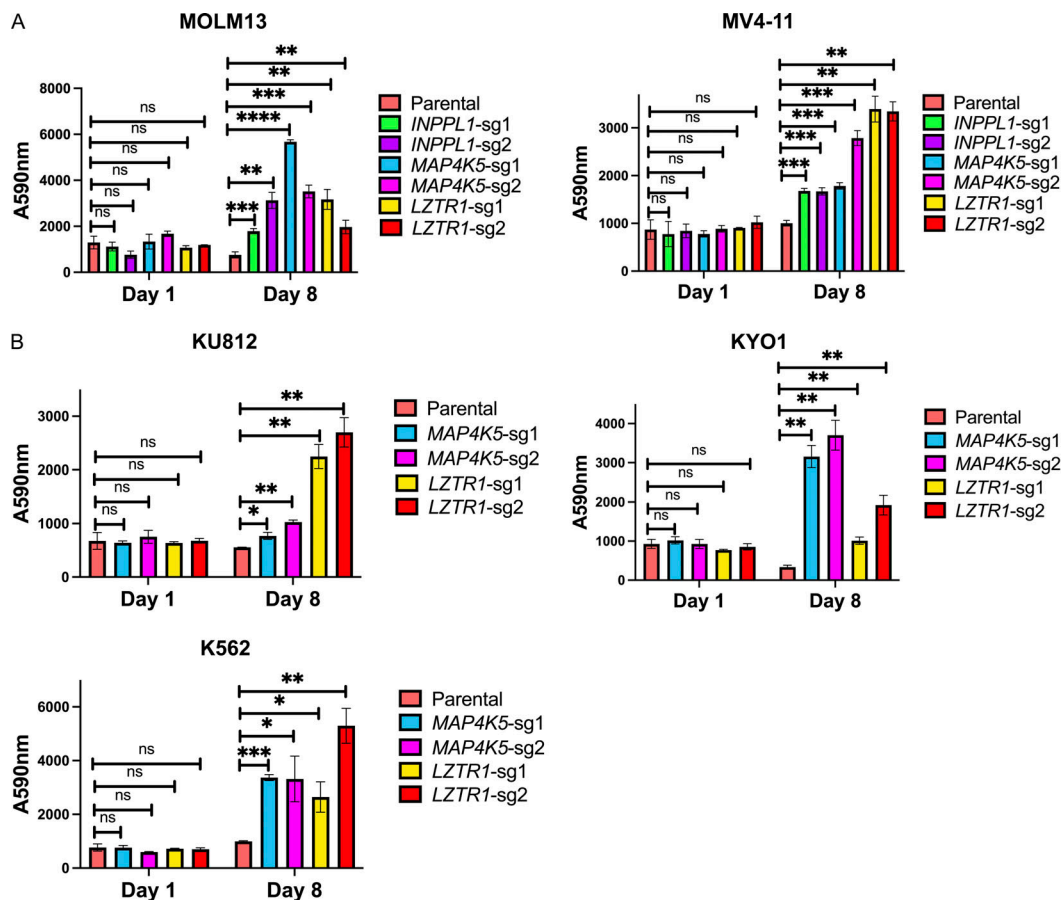 A
MOLM13
A590nm
8000
6000
4000
2000
0
ns
ns
ns
ns
ns
ns
**
**
***
****
**
***
Day 1
Day 8
Parental
INPPL1-sg1
INPPL1-sg2
MAP4K5-sg1
MAP4K5-sg2
LZTR1-sg1
LZTR1-sg2
MV4-11
A590nm
3000
2000
1000
0
ns
ns
ns
ns
ns
ns
**
**
***
***
***
***
Day 1
Day 8
Parental
INPPL1-sg1
INPPL1-sg2
MAP4K5-sg1
MAP4K5-sg2
LZTR1-sg1
LZTR1-sg2
B
KU812
A590nm
3000
2000
1000
0
ns
ns
ns
ns
**
**
**
*
Day 1
Day 8
Parental
MAP4K5-sg1
MAP4K5-sg2
LZTR1-sg1
LZTR1-sg2
KYO1
A590nm
4000
3000
2000
1000
0
ns
ns
ns
ns
**
**
**
**
Day 1
Day 8
Parental
MAP4K5-sg1
MAP4K5-sg2
LZTR1-sg1
LZTR1-sg2
K562
A590nm
6000
4000
2000
0
ns
ns
ns
ns
**
*
*
***
Day 1
Day 8
Parental
MAP4K5-sg1
MAP4K5-sg2
LZTR1-sg1
LZTR1-sg2